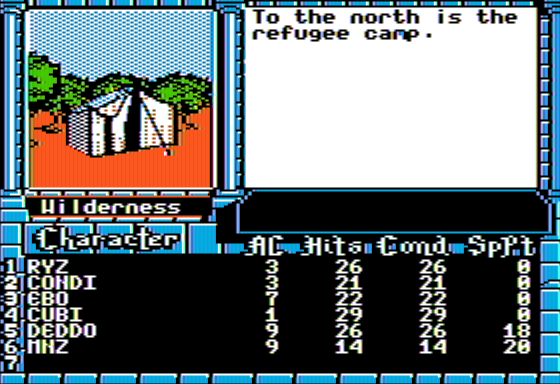 To the north is the
refugee camp.
Wilderness
Character AC Hits Cond SpPt
1 RYZ 3 26 26 0
2 CONDI 3 21 21 0
3 EBO 7 22 22 0
4 CUBI 1 29 29 0
5 DEDDO 9 26 26 18
6 MNZ 9 14 14 20
7